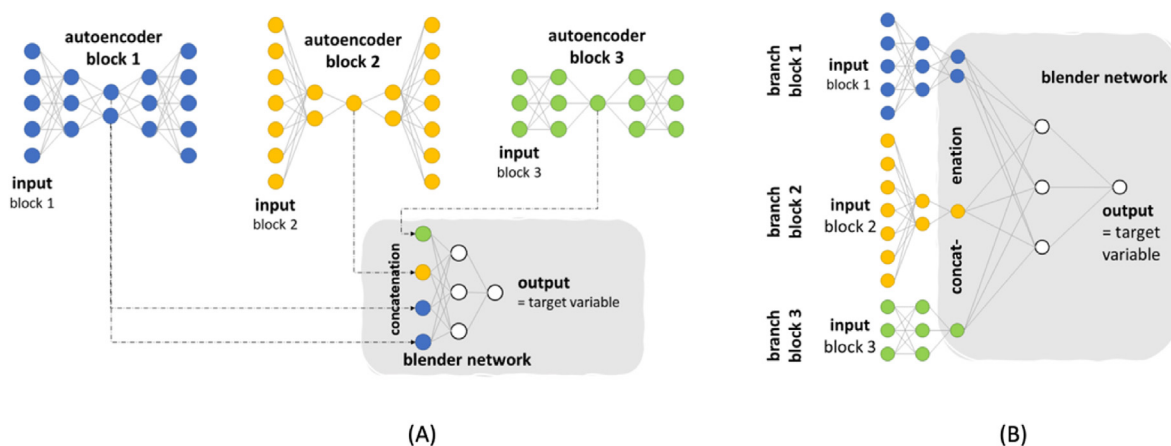 autoencoder
block 1
input
block 1
autoencoder
block 2
input
block 2
autoencoder
block 3
input
block 3
concatenation
output
= target variable
blender network
(A)
branch
block 1
input
block 1
branch
block 2
input
block 2
branch
block 3
input
block 3
concat-
enation
blender network
output
= target
variable
(B)